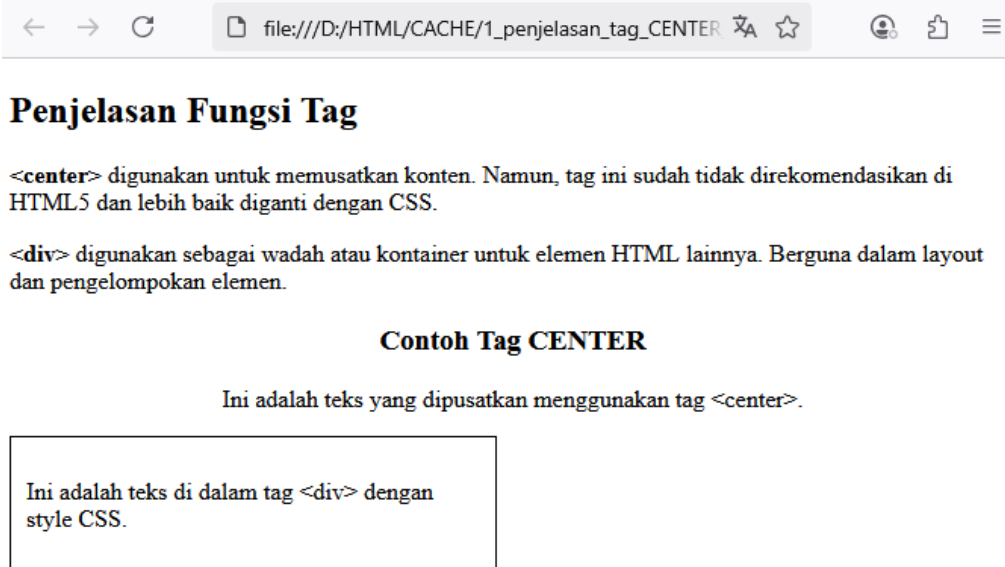 file:///D:/HTML/CACHE/1_penjelasan_tag_CENTER
Penjelasan Fungsi Tag
<center> digunakan untuk memusatkan konten. Namun, tag ini sudah tidak direkomendasikan di
HTML5 dan lebih baik diganti dengan CSS.
<div> digunakan sebagai wadah atau kontainer untuk elemen HTML lainnya. Berguna dalam layout
dan pengelompokan elemen.
Contoh Tag CENTER
Ini adalah teks yang dipusatkan menggunakan tag <center>.
Ini adalah teks di dalam tag <div> dengan
style CSS.